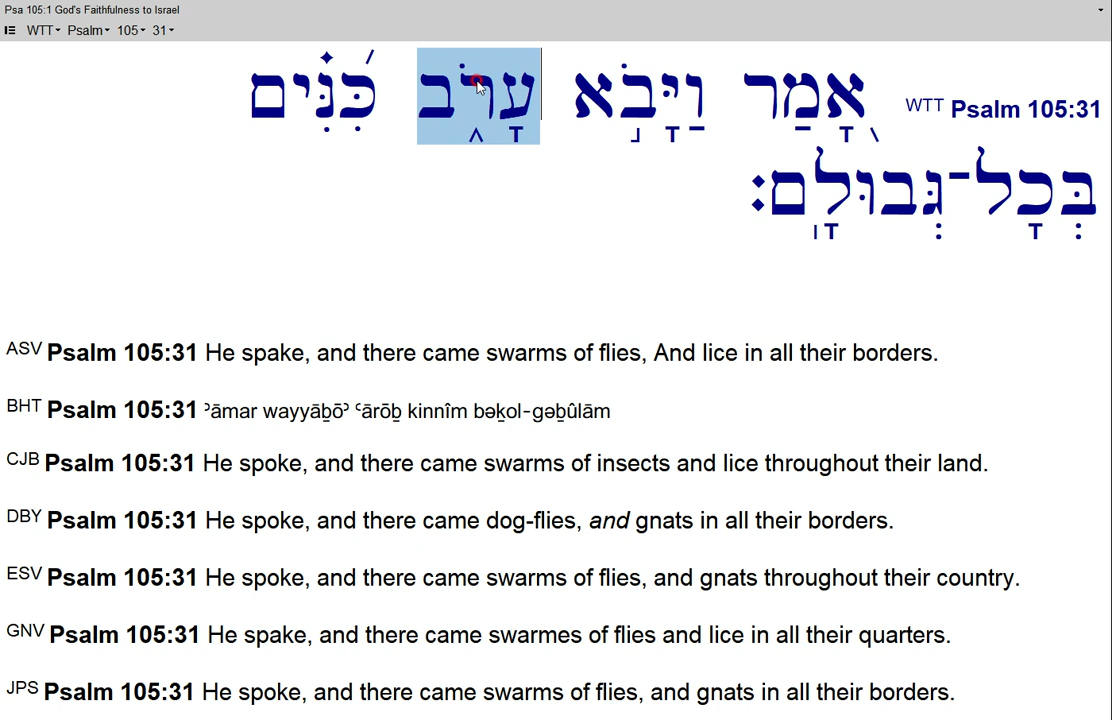 Psa 105:1 God's Faithfulness to Israel
WTT Psalm 105 31
WTT Psalm 105:31 אָ֭מַר וַיָּבֹ֣א עָרֹ֑ב כִּ֝נִּ֗ים
בְּכָל־גְּבוּלָֽם׃
ASV Psalm 105:31 He spake, and there came swarms of flies, And lice in all their borders.
BHT Psalm 105:31 ʾāmar wayyāḇōʾ ʿārōḇ kinnîm bəḵol-gəḇûlām
CJB Psalm 105:31 He spoke, and there came swarms of insects and lice throughout their land.
DBY Psalm 105:31 He spoke, and there came dog-flies, and gnats in all their borders.
ESV Psalm 105:31 He spoke, and there came swarms of flies, and gnats throughout their country.
GNV Psalm 105:31 He spake, and there came swarmes of flies and lice in all their quarters.
JPS Psalm 105:31 He spoke, and there came swarms of flies, and gnats in all their borders.